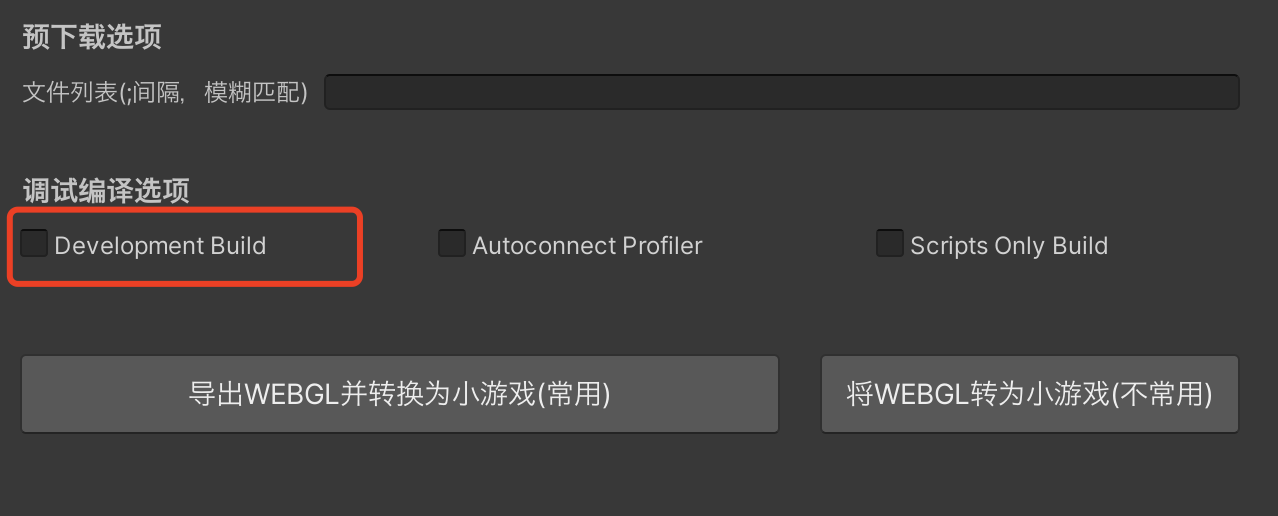 预下载选项
文件列表(;间隔，模糊匹配)
调试编译选项
Development Build
Autoconnect Profiler
Scripts Only Build
导出WEBGL并转换为小游戏(常用)
将WEBGL转为小游戏(不常用)